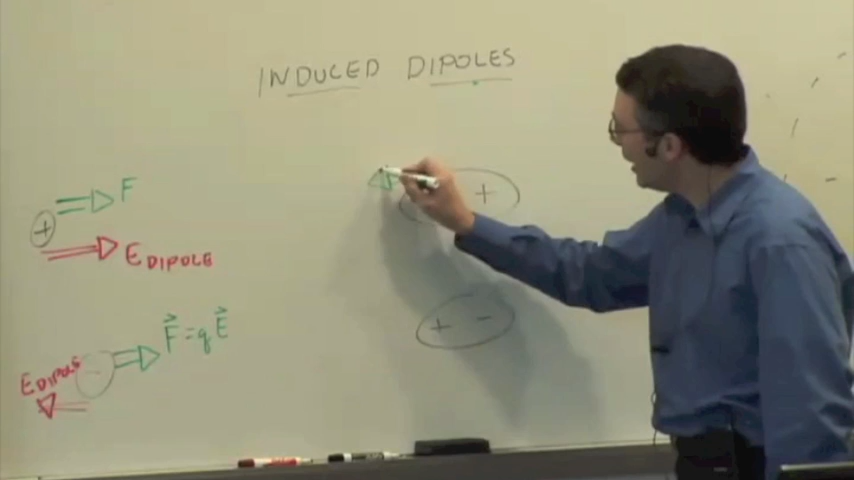 INDUCED DIPOLES
F
+
E DIPOLE
+
F = qE
-
E DIPOLE
+ -